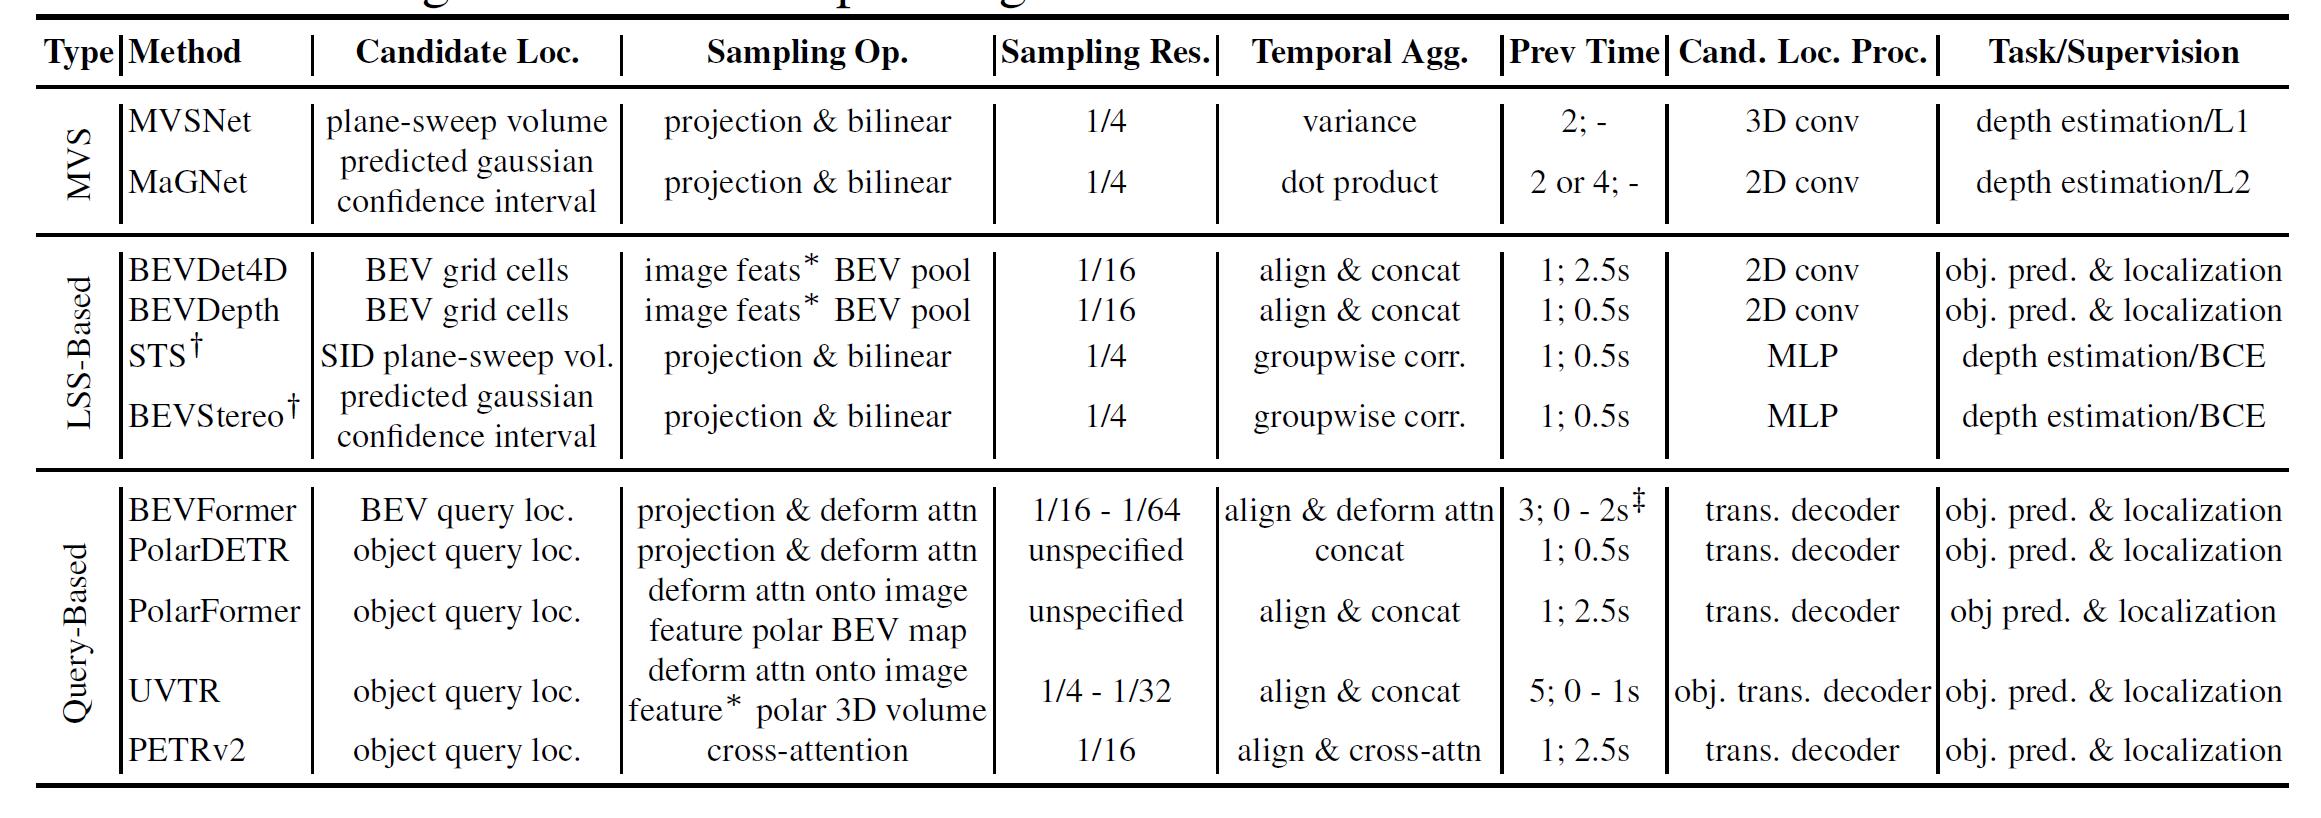 Type Method Candidate Loc. Sampling Op. Sampling Res. Temporal Agg. Prev Time Cand. Loc. Proc. Task/Supervision
MVS
MVSNet plane-sweep volume projection & bilinear 1/4 variance 2; - 3D conv depth estimation/L1
MaGNet predicted gaussian confidence interval projection & bilinear 1/4 dot product 2 or 4; - 2D conv depth estimation/L2
LSS-Based
BEVDet4D BEV grid cells image feats* BEV pool 1/16 align & concat 1; 2.5s 2D conv obj. pred. & localization
BEVDepth BEV grid cells image feats* BEV pool 1/16 align & concat 1; 0.5s 2D conv obj. pred. & localization
STS† SID plane-sweep vol. projection & bilinear 1/4 groupwise corr. 1; 0.5s MLP depth estimation/BCE
BEVStereo† predicted gaussian confidence interval projection & bilinear 1/4 groupwise corr. 1; 0.5s MLP depth estimation/BCE
Query-Based
BEVFormer BEV query loc. projection & deform attn 1/16 - 1/64 align & deform attn 3; 0 - 2s‡ trans. decoder obj. pred. & localization
PolarDETR object query loc. projection & deform attn unspecified concat 1; 0.5s trans. decoder obj. pred. & localization
PolarFormer object query loc. deform attn onto image feature polar BEV map unspecified align & concat 1; 2.5s trans. decoder obj pred. & localization
UVTR object query loc. deform attn onto image feature* polar 3D volume 1/4 - 1/32 align & concat 5; 0 - 1s obj. trans. decoder obj. pred. & localization
PETRv2 object query loc. cross-attention 1/16 align & cross-attn 1; 2.5s trans. decoder obj. pred. & localization